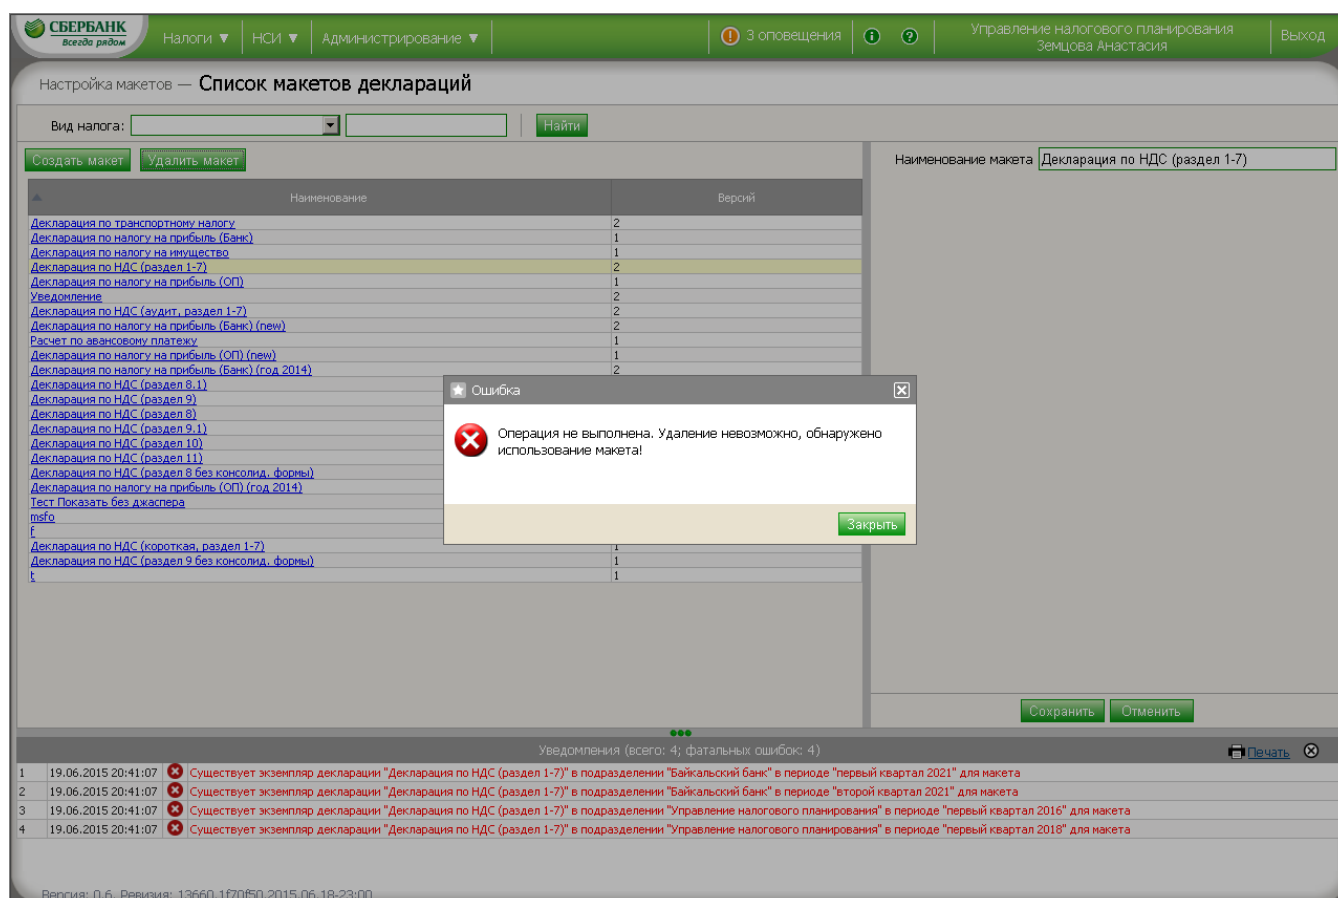 СБЕРБАНК
Всегда рядом
Налоги ▼ НСИ ▼ Администрирование ▼ 3 оповещения Управление налогового планирования
Земцова Анастасия
Выход
Настройка макетов — Список макетов деклараций
Вид налога: Найти
Создать макет Удалить макет
Наименование макета Декларация по НДС (раздел 1-7)
Наименование Версий
Декларация по транспортному налогу 2
Декларация по налогу на прибыль (Банк) 1
Декларация по налогу на имущество 1
Декларация по НДС (раздел 1-7) 2
Декларация по налогу на прибыль (ОП) 1
Уведомление 2
Декларация по НДС (аудит, раздел 1-7) 2
Декларация по налогу на прибыль (Банк) (new) 2
Расчет по авансовому платежу 1
Декларация по налогу на прибыль (ОП) (new) 1
Декларация по налогу на прибыль (Банк) (год 2014) 2
Декларация по НДС (раздел 8.1)
Декларация по НДС (раздел 9)
Декларация по НДС (раздел 8)
Декларация по НДС (раздел 9.1)
Декларация по НДС (раздел 10)
Декларация по НДС (раздел 11)
Декларация по НДС (раздел 8 без консолид. формы)
Декларация по налогу на прибыль (ОП) (год 2014)
Тест Показать без джаспера
msfo
f
Декларация по НДС (короткая, раздел 1-7) 1
Декларация по НДС (раздел 9 без консолид. формы) 1
t 1
Ошибка
Операция не выполнена. Удаление невозможно, обнаружено
использование макета!
Закрыть
Сохранить Отменить
Уведомления (всего: 4; фатальных ошибок: 4) Печать
1 19.06.2015 20:41:07 Существует экземпляр декларации "Декларация по НДС (раздел 1-7)" в подразделении "Байкальский банк" в периоде "первый квартал 2021" для макета
2 19.06.2015 20:41:07 Существует экземпляр декларации "Декларация по НДС (раздел 1-7)" в подразделении "Байкальский банк" в периоде "второй квартал 2021" для макета
3 19.06.2015 20:41:07 Существует экземпляр декларации "Декларация по НДС (раздел 1-7)" в подразделении "Управление налогового планирования" в периоде "первый квартал 2016" для макета
4 19.06.2015 20:41:07 Существует экземпляр декларации "Декларация по НДС (раздел 1-7)" в подразделении "Управление налогового планирования" в периоде "первый квартал 2018" для макета
Версия: 0.6, Ревизия: 13660.1f70f50.2015.06.18-23:00